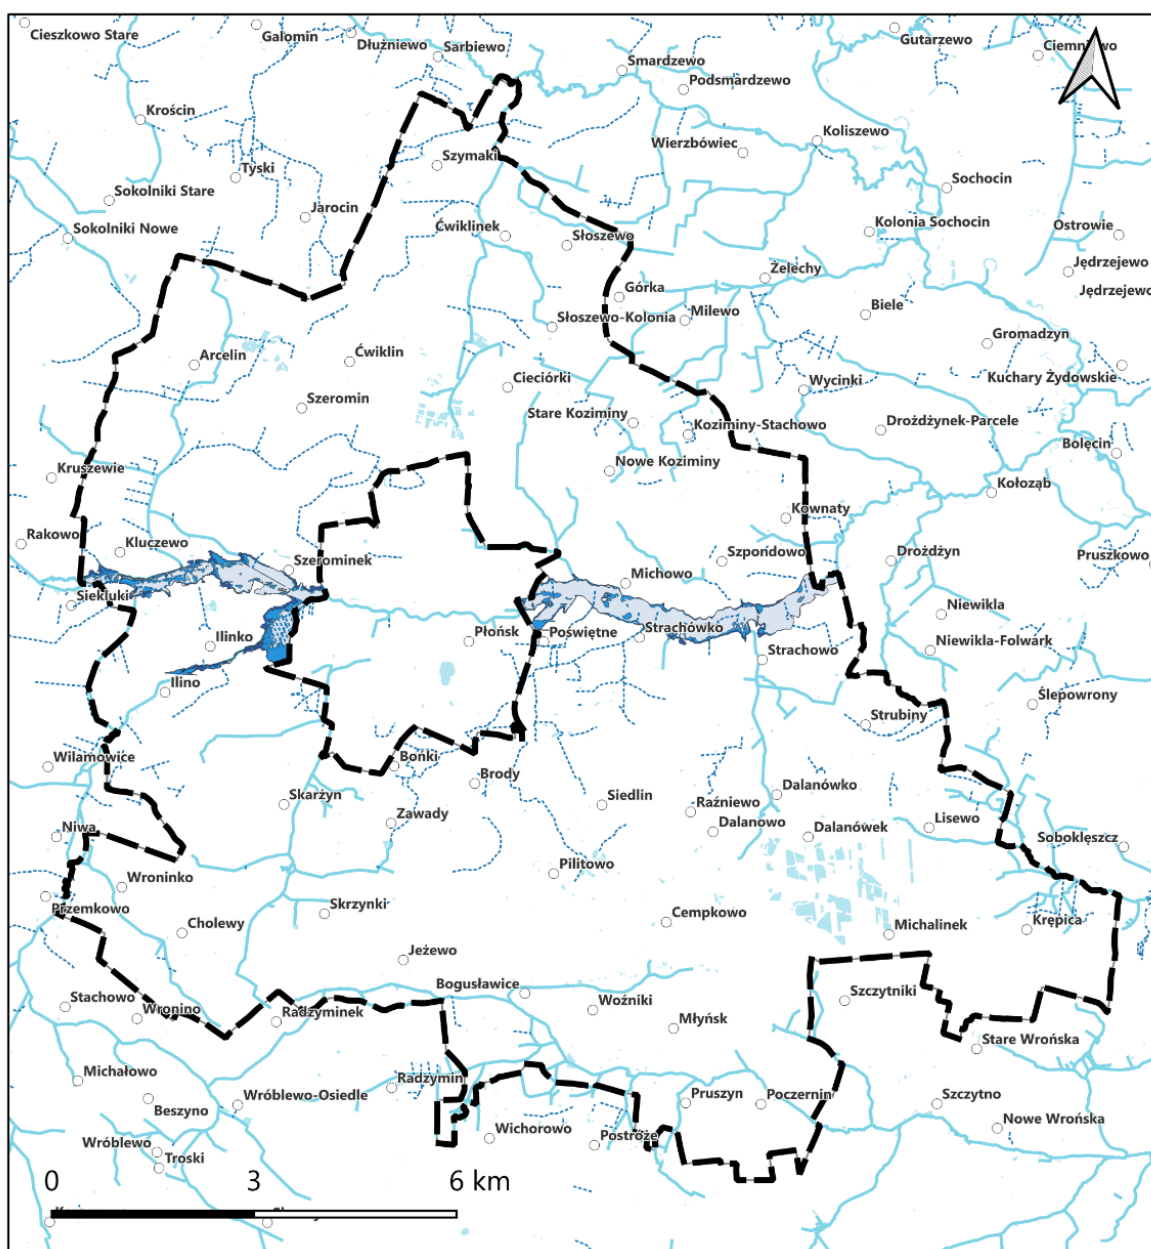 Cieszkowo Stare
Galomin
Dłużniewo
Sarbiewo
Gutarzewo
Smardzewo
Podsmardzewo
Krościn
Koliszewo
Wierzbówiec
Szymaki
Tyski
Sokolniki Stare
Sochocin
Jarocin
Sokolniki Nowe
Ćwiklinek
Słoszewo
Kolonia Sochocin
Ostrowie
Żelechy
Jędrzejewo
Górka
Jędrzejewo
Słoszewo-Kolonia
Milewo
Biele
Gromadzyn
Arcelin
Ćwiklin
Cieciórki
Wycinki
Kuchary Żydowskie
Szeromin
Stare Koziminy
Koziminy-Stachowo
Drożdżynek-Parcele
Bolęcin
Kruszewie
Nowe Koziminy
Kołoząb
Kownaty
Rakowo
Kluczewo
Szerominek
Szpondowo
Drożdżyn
Pruszkowo
Michowo
Siekluki
Niewikla
Ilinko
Płońsk
Poświętne
Strachówko
Niewikla-Folwark
Strachowo
Ilino
Ślepowrony
Strubiny
Wilamowice
Bońki
Brody
Dalanówko
Skarżyn
Siedlin
Raźniewo
Zawady
Lisewo
Niwa
Dalanowo
Dalanówek
Soboklęszcz
Pilitowo
Wroninko
Przemkowo
Skrzynki
Cempkowo
Cholewy
Michalinek
Krępica
Jeżewo
Bogusławice
Stachowo
Woźniki
Szczytniki
Wronino
Radzyminek
Młyńsk
Stare Wrońska
Michałowo
Radzymin
Wróblewo-Osiedle
Pruszyn
Poczernin
Szczytno
Beszyno
Nowe Wrońska
Wróblewo
Wichorowo
Postróże
Troski
0 3 6 km